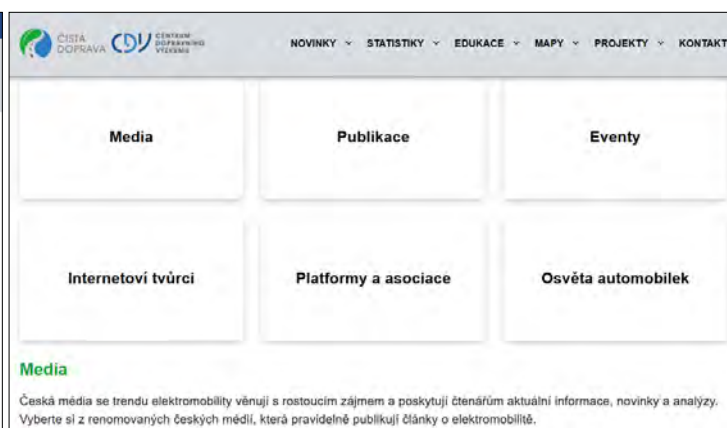 ČISTÁ
DOPRAVA
CDV
CENTRUM
DOPRAVNÍHO
VÝZKUMU
NOVINKY STATISTIKY EDUKACE MAPY PROJEKTY KONTAKT
Media Publikace Eventy
Internetoví tvůrci Platformy a asociace Osvěta automobilek
Media
Česká média se trendu elektromobility věnují s rostoucím zájmem a poskytují čtenářům aktuální informace, novinky a analýzy.
Vyberte si z renomovaných českých médií, která pravidelně publikují články o elektromobilitě.